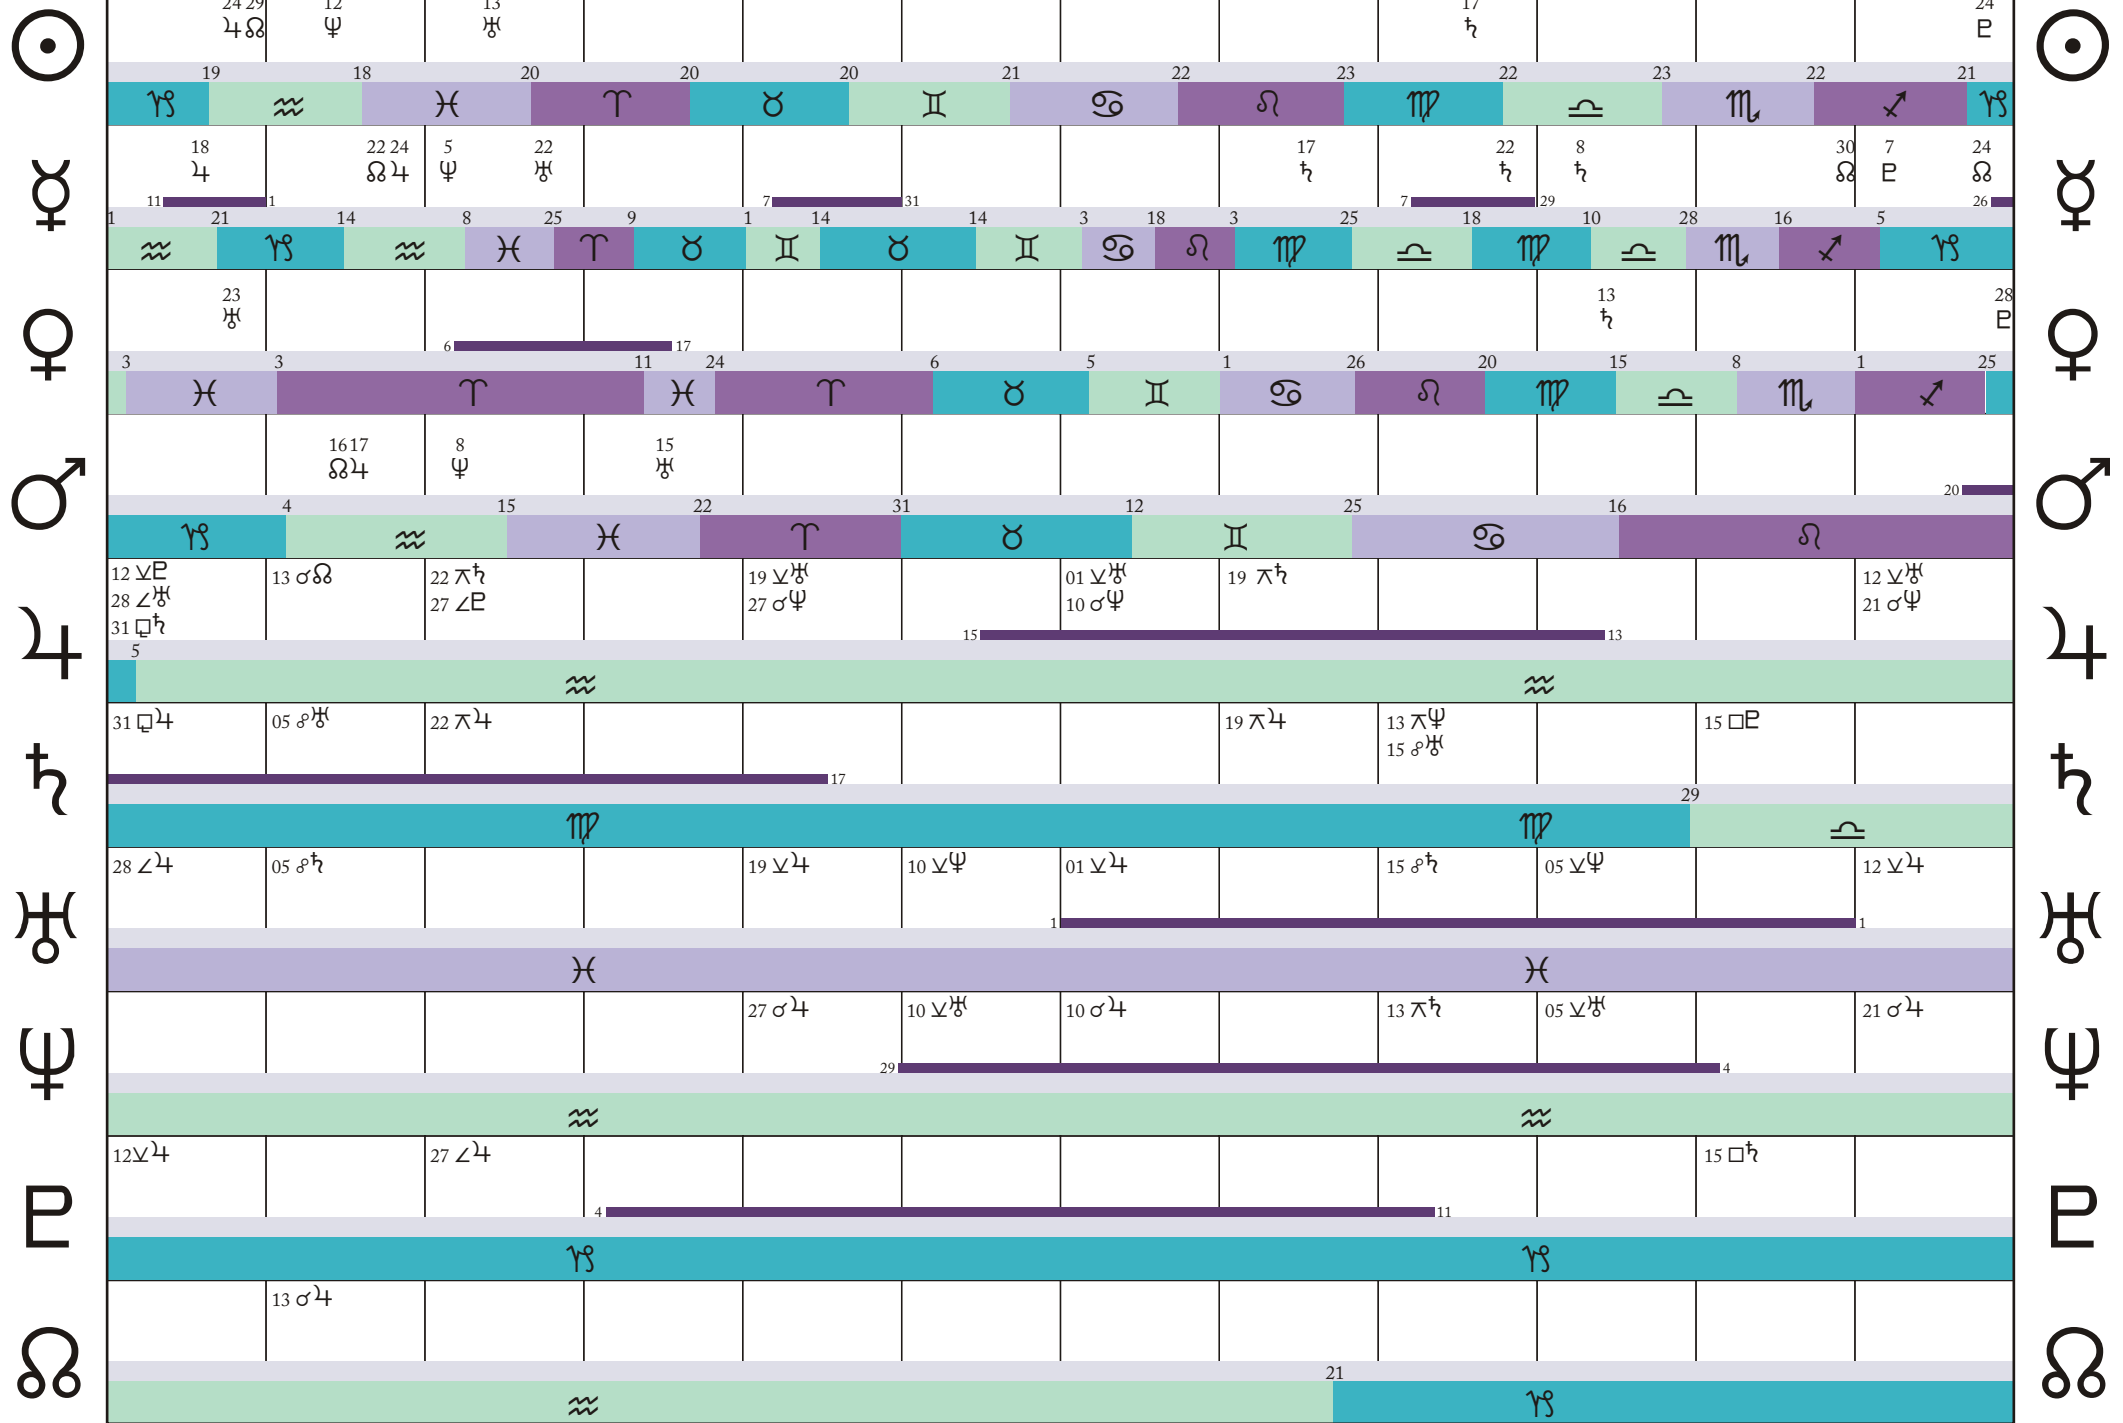 24 29 12 13 17 24
☉ ♃☊ ♆ ♅ ♄ ♇ ☉
19 18 20 20 20 21 22 23 22 23 22 21
♑ ♒ ♓ ♈ ♉ ♊ ♋ ♌ ♍ ♎ ♏ ♐ ♑
18 22 24 5 22 17 22 8 30 7 24
☿ ♃ ☊ ♃ ♆ ♅ ♄ ♄ ♄ ☊ ♇ ☊ ☿
11 1 7 31 7 29 26
1 21 14 8 25 9 1 14 14 3 18 3 25 18 10 28 16 5
♒ ♑ ♒ ♓ ♈ ♉ ♊ ♉ ♊ ♋ ♌ ♍ ♎ ♍ ♎ ♏ ♐ ♑
23 13 28
♀ ♅ ♄ ♇ ♀
6 17
3 3 11 24 6 5 1 26 20 15 8 1 25
♓ ♈ ♓ ♈ ♉ ♊ ♋ ♌ ♍ ♎ ♏ ♐
16 17 8 15
♂ ☊♃ ♆ ♅ ♂
20
4 15 22 31 12 25 16
♑ ♒ ♓ ♈ ♉ ♊ ♋ ♌
12 ⚺♇ 13 ☌☊ 22 ⚻♄ 19 ⚺♅ 01 ⚺♅ 19 ⚻♄ 12 ⚺♅
28 ∠♅ 27 ∠♇ 27 ☌♆ 10 ☌♆ 21 ☌♆
31 ⚼♄
♃ 15 13 ♃
5
♒ ♒
31 ⚼♃ 05 ☍♅ 22 ⚻♃ 19 ⚻♃ 13 ⚻♆ 15 □♇
15 ☍♅
♄ 17 ♄
29
♍ ♍ ♎
28 ∠♃ 05 ☍♄ 19 ⚺♃ 10 ⚺♆ 01 ⚺♃ 15 ☍♄ 05 ⚺♆ 12 ⚺♃
♅ 1 1 ♅
♓ ♓
27 ☌♃ 10 ⚺♅ 10 ☌♃ 13 ⚻♄ 05 ⚺♅ 21 ☌♃
♆ 29 4 ♆
♒ ♒
12⚺♃ 27 ∠♃ 15 □♄
♇ 4 11 ♇
♑ ♑
13 ☌♃
☊ 21 ☊
♒ ♑